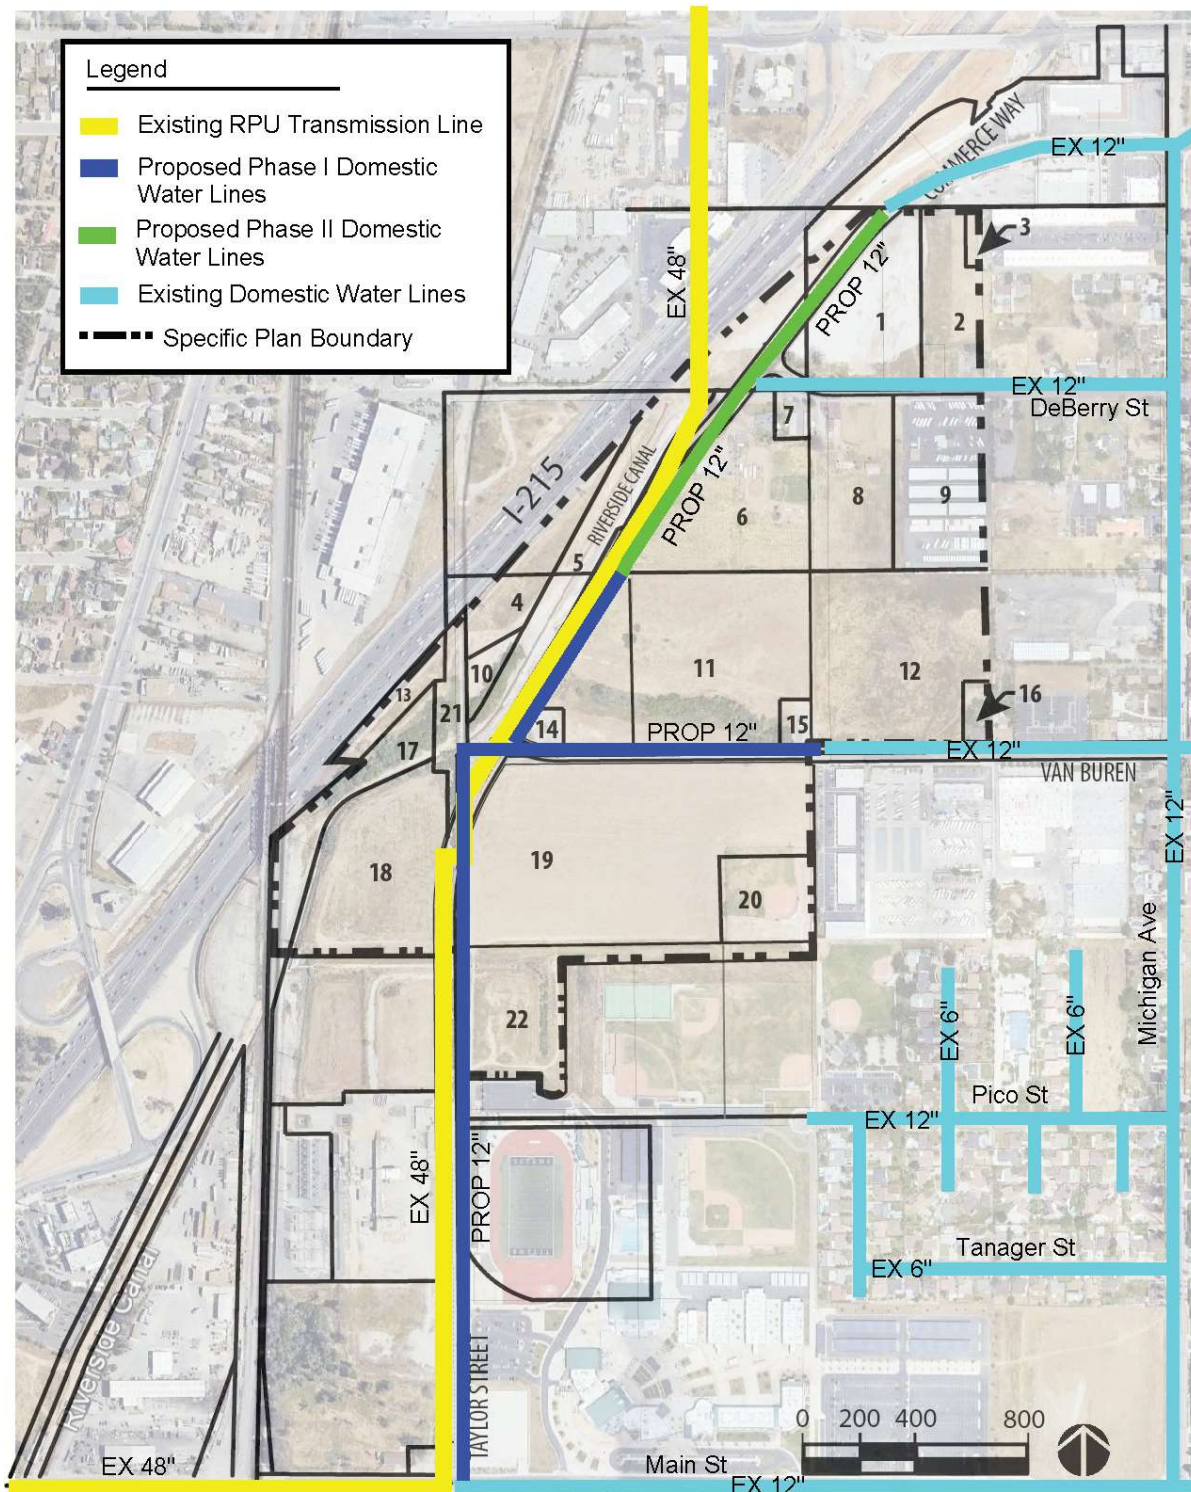 Legend
Existing RPU Transmission Line
Proposed Phase I Domestic
Water Lines
Proposed Phase II Domestic
Water Lines
Existing Domestic Water Lines
Specific Plan Boundary
COMMERCE WAY
EX 12"
3
EX 48"
PROP 12"
1
2
EX 12"
DeBerry St
7
I-215
RIVERSIDE CANAL
PROP 12"
6
8
9
5
4
10
11
12
13
21
14
15
16
17
PROP 12"
EX 12"
VAN BUREN
EX 12"
18
19
20
Michigan Ave
22
EX 6"
EX 6"
Pico St
EX 12"
EX 48"
PROP 12"
Tanager St
EX 6"
Riverside Canal
TAYLOR STREET
0 200 400 800
EX 48"
Main St
EX 12"